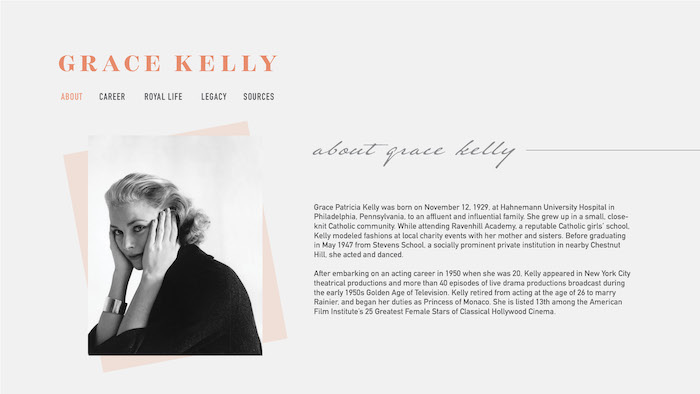 GRACE KELLY
ABOUT CAREER ROYAL LIFE LEGACY SOURCES
about grace kelly
Grace Patricia Kelly was born on November 12, 1929, at Hahnemann University Hospital in
Philadelphia, Pennsylvania, to an affluent and influential family. She grew up in a small, close-
knit Catholic community. While attending Ravenhill Academy, a reputable Catholic girls' school,
Kelly modeled fashions at local charity events with her mother and sisters. Before graduating
in May 1947 from Stevens School, a socially prominent private institution in nearby Chestnut
Hill, she acted and danced.
After embarking on an acting career in 1950 when she was 20, Kelly appeared in New York City
theatrical productions and more than 40 episodes of live drama productions broadcast during
the early 1950s Golden Age of Television. Kelly retired from acting at the age of 26 to marry
Rainier, and began her duties as Princess of Monaco. She is listed 13th among the American
Film Institute's 25 Greatest Female Stars of Classical Hollywood Cinema.